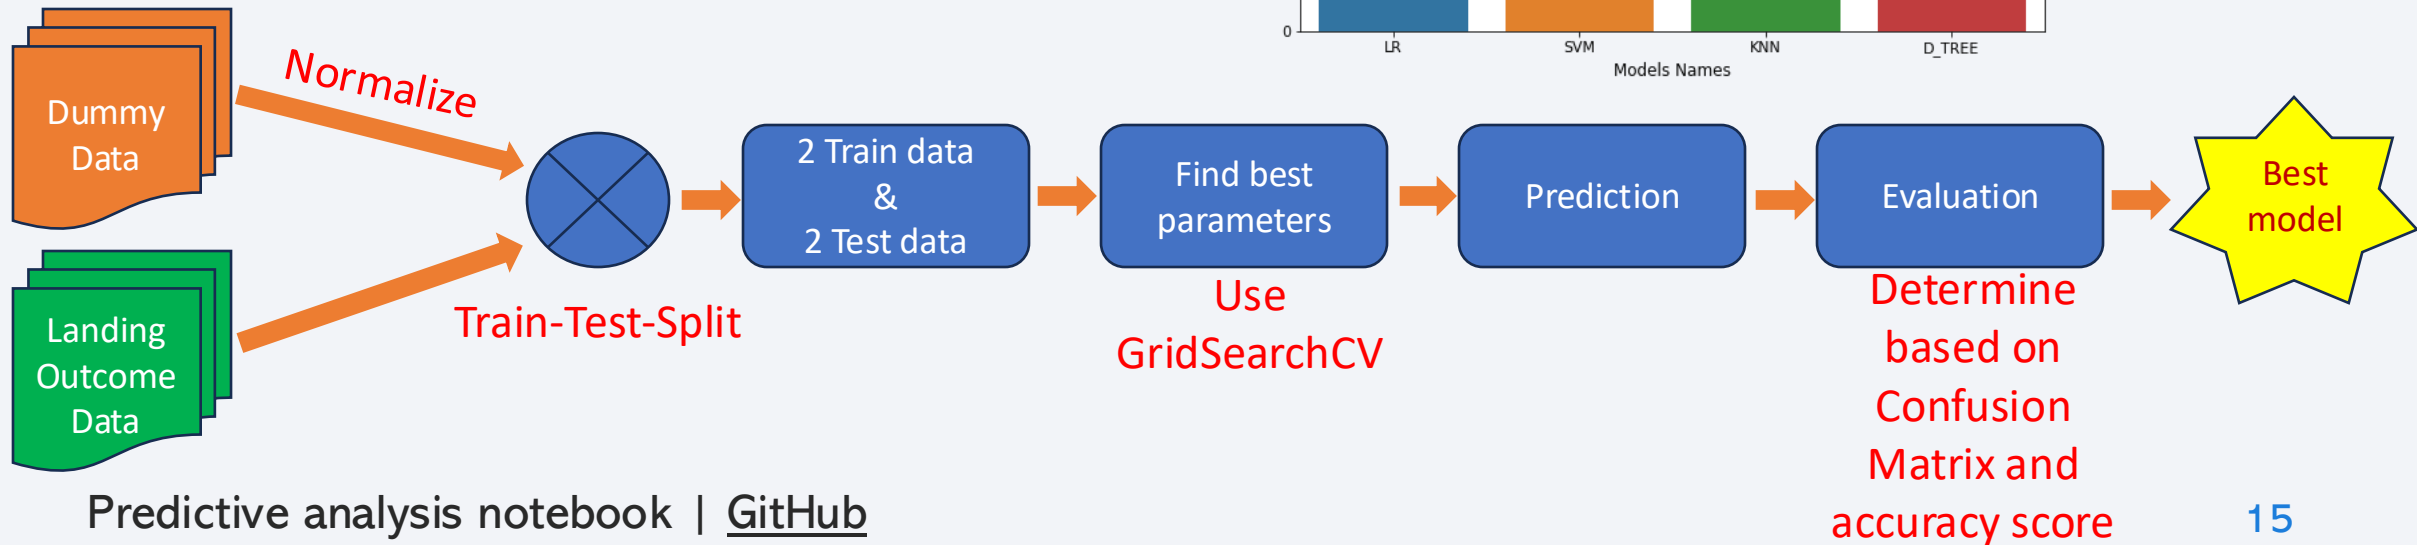 0
LR SVM KNN D_TREE
Models Names
Dummy
Data
Normalize
Landing
Outcome
Data
Train-Test-Split
2 Train data
&
2 Test data
Find best
parameters
Use
GridSearchCV
Prediction
Evaluation
Determine
based on
Confusion
Matrix and
accuracy score
Best
model
Predictive analysis notebook | GitHub
15